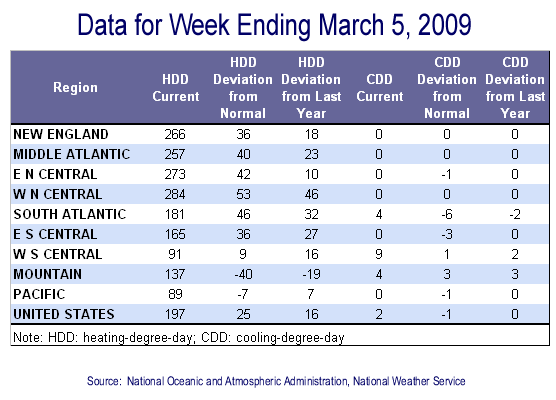 Data for Week Ending March 5, 2009
Region HDD Current HDD Deviation from Normal HDD Deviation from Last Year CDD Current CDD Deviation from Normal CDD Deviation from Last Year
NEW ENGLAND 266 36 18 0 0 0
MIDDLE ATLANTIC 257 40 23 0 0 0
E N CENTRAL 273 42 10 0 -1 0
W N CENTRAL 284 53 46 0 0 0
SOUTH ATLANTIC 181 46 32 4 -6 -2
E S CENTRAL 165 36 27 0 -3 0
W S CENTRAL 91 9 16 9 1 2
MOUNTAIN 137 -40 -19 4 3 3
PACIFIC 89 -7 7 0 -1 0
UNITED STATES 197 25 16 2 -1 0
Note: HDD: heating-degree-day; CDD: cooling-degree-day
Source: National Oceanic and Atmospheric Administration, National Weather Service